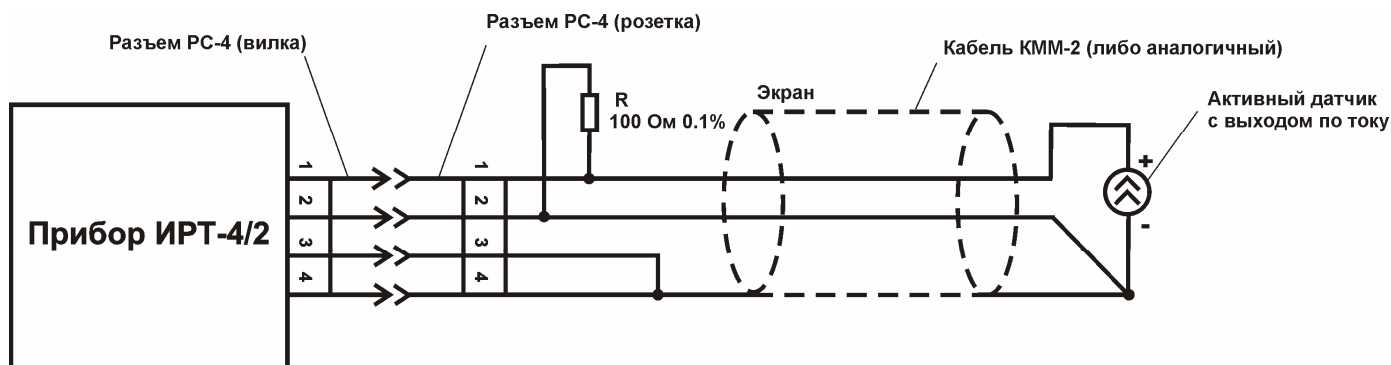 Разъем РС-4 (розетка)
Разъем РС-4 (вилка)
Кабель КММ-2 (либо аналогичный)
Экран
R
100 Ом 0.1%
Активный датчик
с выходом по току
1
1
+
2
2
Прибор ИРТ-4/2
-
3
3
4
4